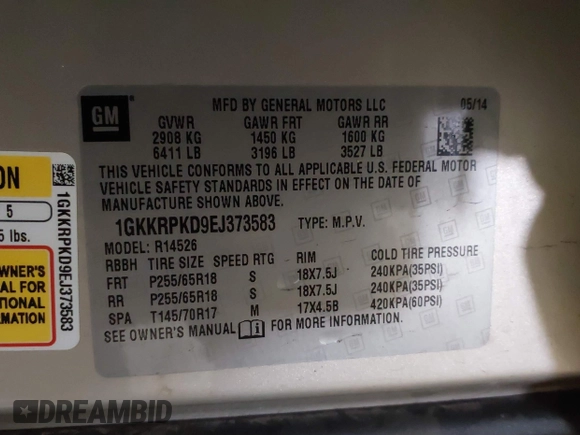 GM
MFD BY GENERAL MOTORS LLC 05/14
GVWR GAWR FRT GAWR RR
2908 KG 1450 KG 1600 KG
6411 LB 3196 LB 3527 LB
THIS VEHICLE CONFORMS TO ALL APPLICABLE U.S. FEDERAL MOTOR
VEHICLE SAFETY STANDARDS IN EFFECT ON THE DATE OF
MANUFACTURE SHOWN ABOVE.
1GKKRPKD9EJ373583 TYPE: M.P.V.
MODEL: R14526
RBBH TIRE SIZE SPEED RTG RIM COLD TIRE PRESSURE
FRT P255/65R18 S 18X7.5J 240KPA(35PSI)
RR P255/65R18 S 18X7.5J 240KPA(35PSI)
SPA T145/70R17 M 17X4.5B 420KPA(60PSI)
SEE OWNER'S MANUAL FOR MORE INFORMATION.
ON
5
lbs.
OWNER'S
AL FOR
TIONAL
MATION
1GKKRPKD9EJ373583
DREAMBID